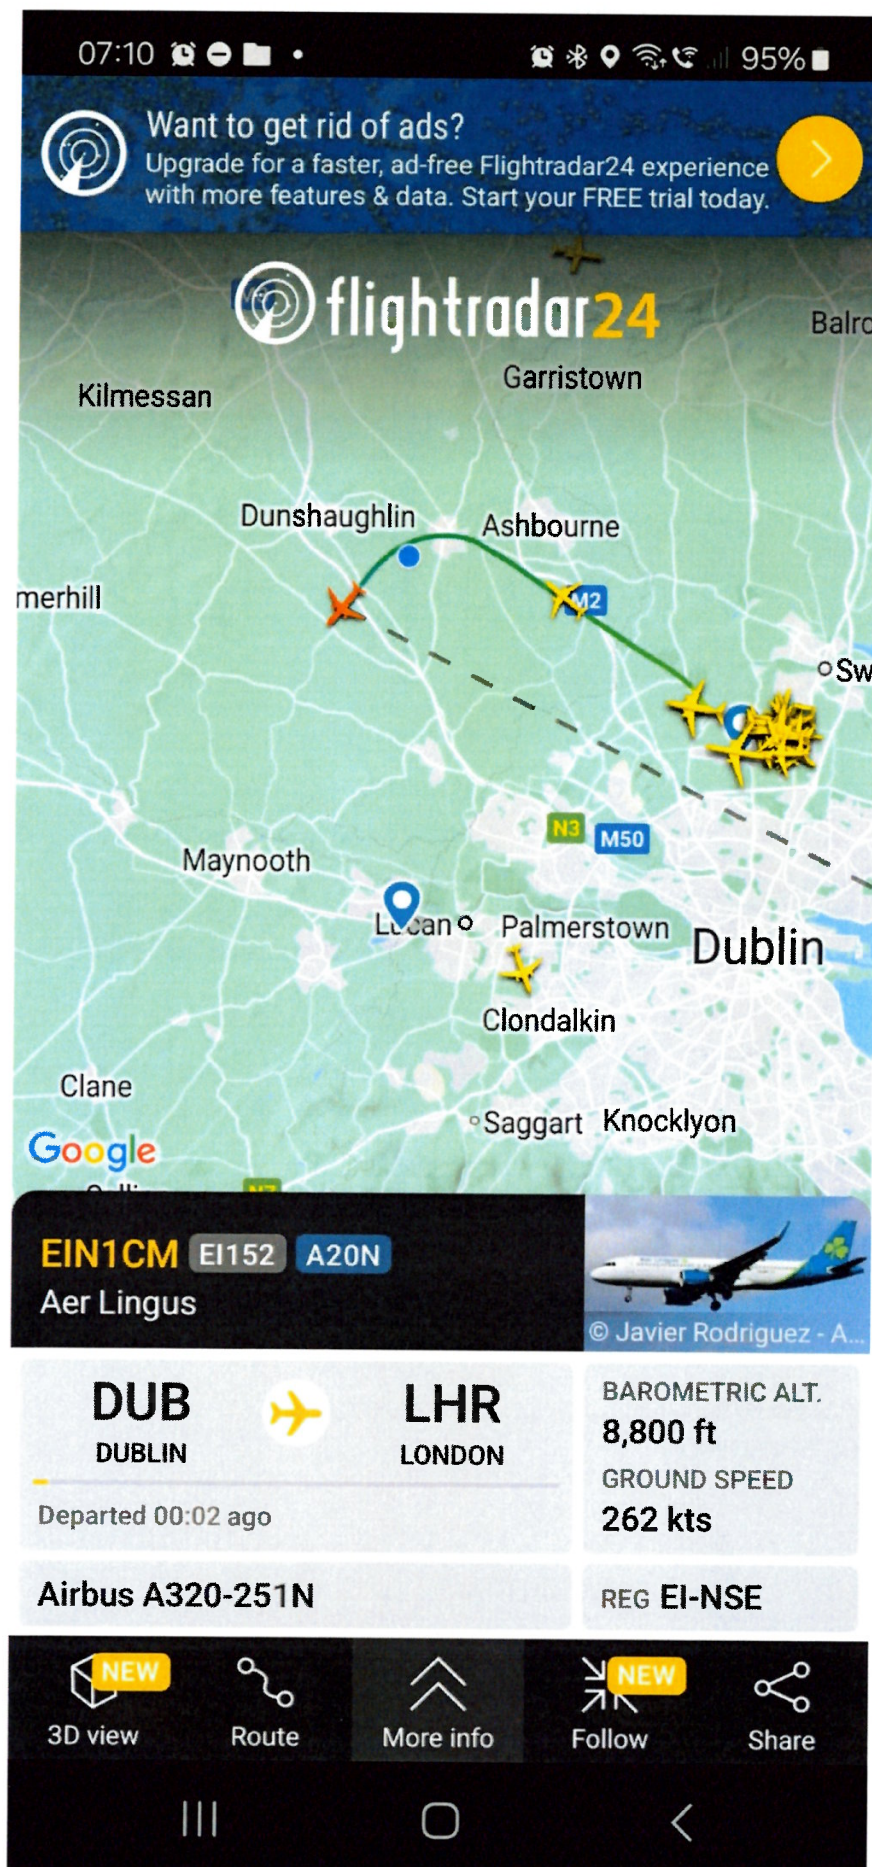 07:10
95%
Want to get rid of ads?
Upgrade for a faster, ad-free Flightradar24 experience
with more features & data. Start your FREE trial today.
flightradar24
Balro
Garristown
Kilmessan
Dunshaughlin
Ashbourne
merhill
M2
Sw
N3
M50
Maynooth
Lucan
Palmerstown
Dublin
Clondalkin
Clane
Saggart
Knocklyon
Google
N7
EIN1CM EI152 A20N
Aer Lingus
© Javier Rodriguez - A...
DUB
DUBLIN
LHR
LONDON
Departed 00:02 ago
BAROMETRIC ALT.
8,800 ft
GROUND SPEED
262 kts
Airbus A320-251N
REG EI-NSE
NEW
3D view
Route
More info
NEW
Follow
Share